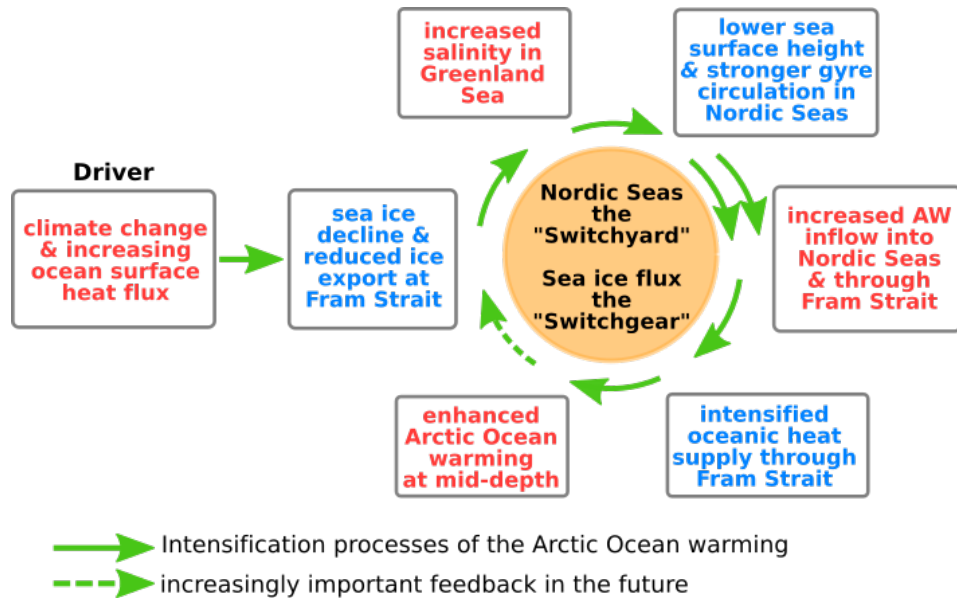 Driver
climate change
& increasing
ocean surface
heat flux
sea ice
decline &
reduced ice
export at
Fram Strait
increased
salinity in
Greenland
Sea
lower sea
surface height
& stronger gyre
circulation in
Nordic Seas
increased AW
inflow into
Nordic Seas
& through
Fram Strait
intensified
oceanic heat
supply through
Fram Strait
enhanced
Arctic Ocean
warming
at mid-depth
Nordic Seas
the
"Switchyard"
Sea ice flux
the
"Switchgear"
Intensification processes of the Arctic Ocean warming
increasingly important feedback in the future